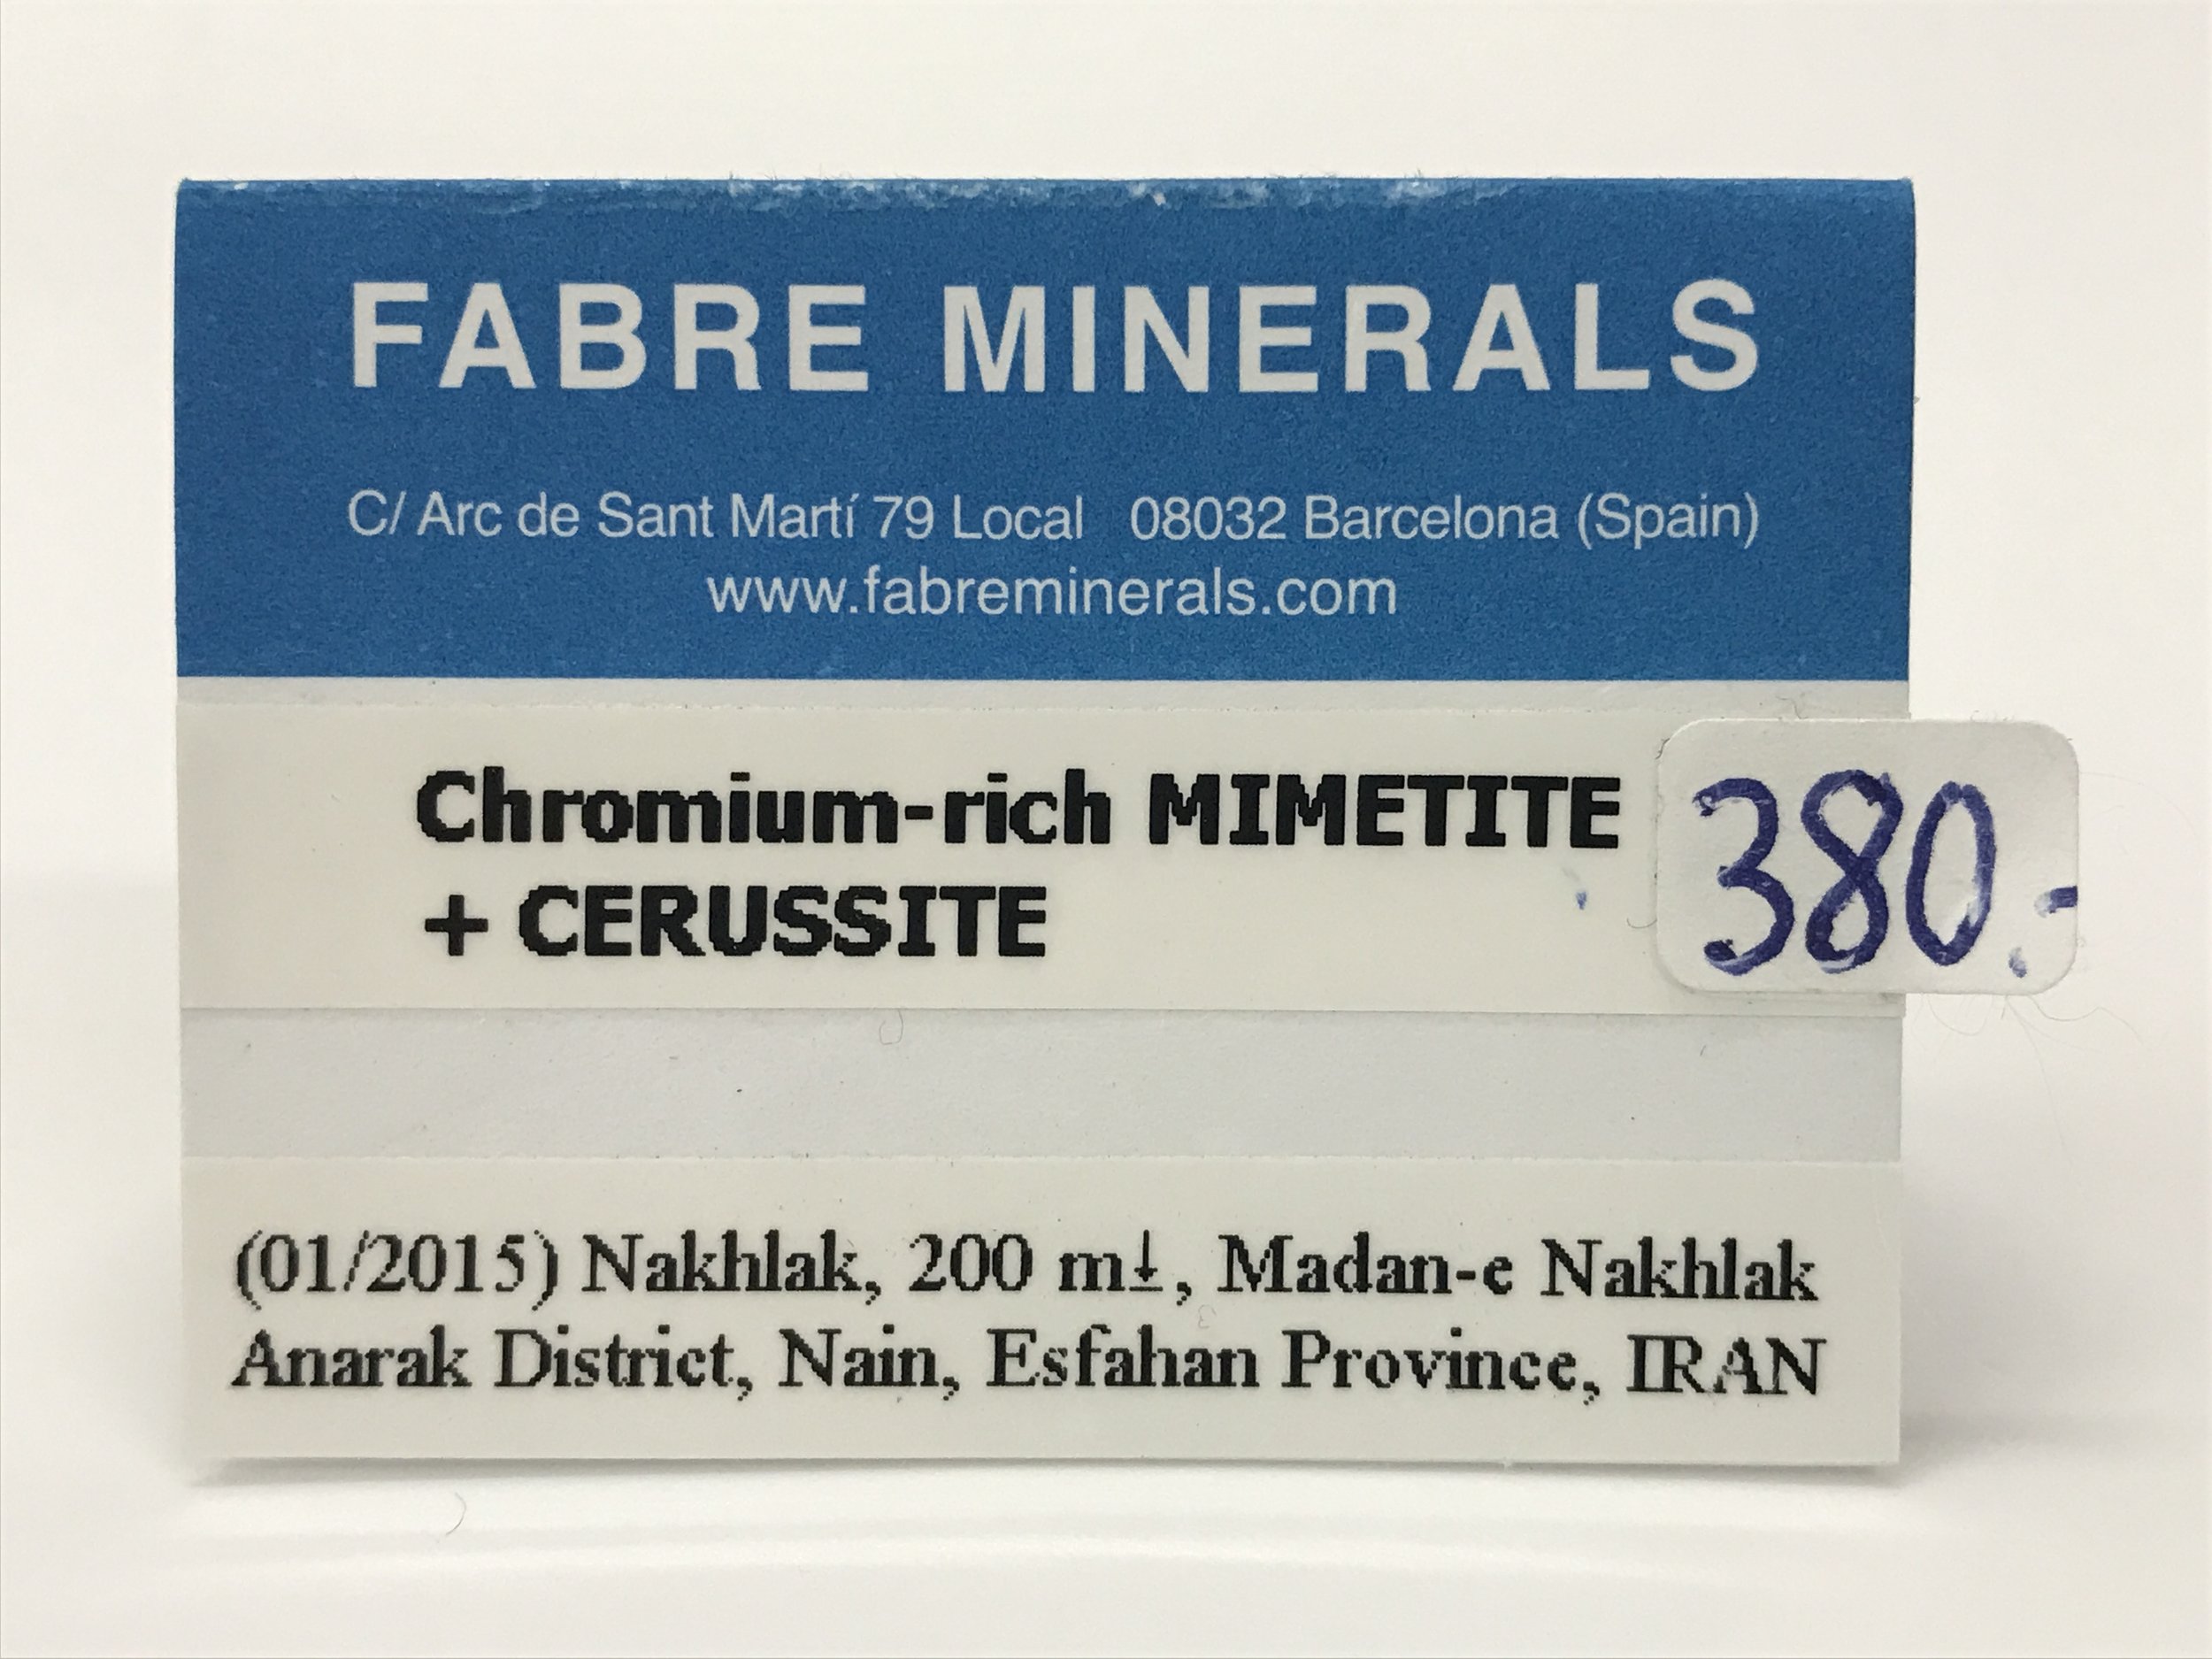 FABRE MINERALS
C/ Arc de Sant Martí 79 Local 08032 Barcelona (Spain)
www.fabreminerals.com
Chromium-rich MIMETITE
+ CERUSSITE
380.-
(01/2015) Nakhlak, 200 m↓, Madan-e Nakhlak
Anarak District, Nain, Esfahan Province, IRAN